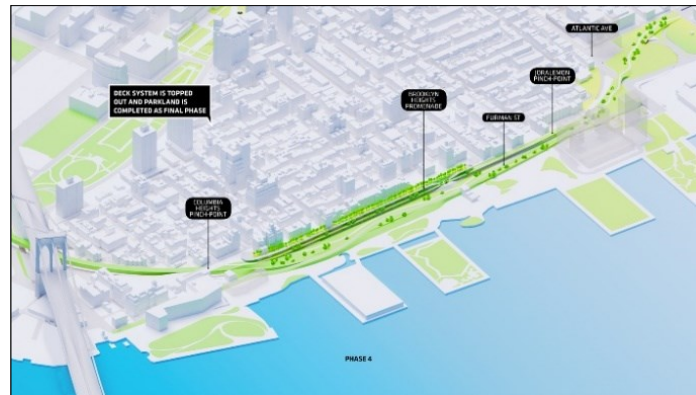 ATLANTIC AVE
JORALEMON
PINCH-POINT
DECK SYSTEM IS TOPPED
OUT AND PARKLAND IS
COMPLETED AS FINAL PHASE
BROOKLYN
HEIGHTS
PROMENADE
FURMAN ST
COLUMBIA
HEIGHTS
PINCH-POINT
PHASE 4